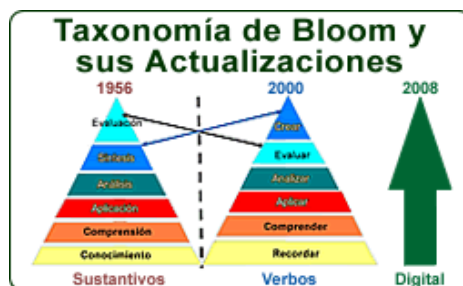 Taxonomía de Bloom y
sus Actualizaciones
1956
2000
2008
Evaluación
Síntesis
Análisis
Aplicación
Comprensión
Conocimiento
Crear
Evaluar
Analizar
Aplicar
Comprender
Recordar
Sustantivos
Verbos
Digital